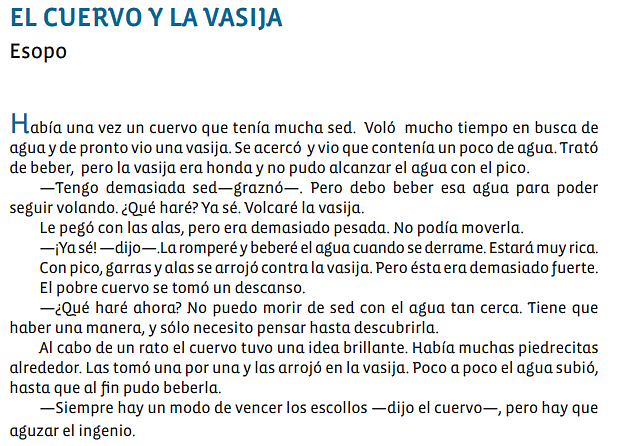 EL CUERVO Y LA VASIJA
Esopo
Había una vez un cuervo que tenía mucha sed. Voló mucho tiempo en busca de
agua y de pronto vio una vasija. Se acercó y vio que contenía un poco de agua. Trató
de beber, pero la vasija era honda y no pudo alcanzar el agua con el pico.
—Tengo demasiada sed—graznó—. Pero debo beber esa agua para poder
seguir volando. ¿Qué haré? Ya sé. Volcaré la vasija.
Le pegó con las alas, pero era demasiado pesada. No podía moverla.
—¡Ya sé! —dijo—.La romperé y beberé el agua cuando se derrame. Estará muy rica.
Con pico, garras y alas se arrojó contra la vasija. Pero ésta era demasiado fuerte.
El pobre cuervo se tomó un descanso.
—¿Qué haré ahora? No puedo morir de sed con el agua tan cerca. Tiene que
haber una manera, y sólo necesito pensar hasta descubrirla.
Al cabo de un rato el cuervo tuvo una idea brillante. Había muchas piedrecitas
alrededor. Las tomó una por una y las arrojó en la vasija. Poco a poco el agua subió,
hasta que al fin pudo beberla.
—Siempre hay un modo de vencer los escollos —dijo el cuervo—, pero hay que
aguzar el ingenio.